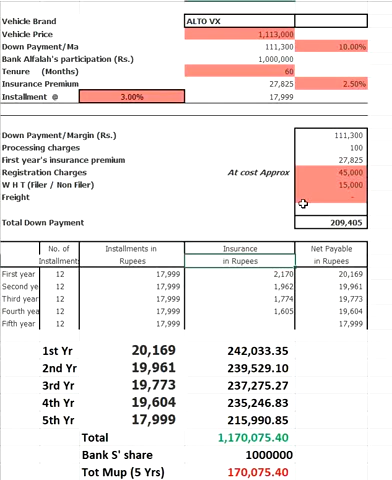 Vehicle Brand ALTO VX
Vehicle Price 1,113,000
Down Payment/Ma 111,300 10.00%
Bank Alfalah's participation (Rs.) 1,000,000
Tenure (Months) 60
Insurance Premium 27,825 2.50%
Installment @ 3.00% 17,999
Down Payment/Margin (Rs.) 111,300
Processing charges 100
First year's insurance premium 27,825
Registration Charges At cost Approx 45,000
W H T (Filer / Non Filer) 15,000
Freight -
Total Down Payment 209,405
No. of Installments in Insurance Net Payable
Installments Rupees in Rupees in Rupees
First year 12 17,999 2,170 20,169
Second ye 12 17,999 1,962 19,961
Third year 12 17,999 1,774 19,773
Fourth yea 12 17,999 1,605 19,604
Fifth year 12 17,999 17,999
1st Yr 20,169 242,033.35
2nd Yr 19,961 239,529.10
3rd Yr 19,773 237,275.27
4th Yr 19,604 235,246.83
5th Yr 17,999 215,990.85
Total 1,170,075.40
Bank S' share 1000000
Tot Mup (5 Yrs) 170,075.40